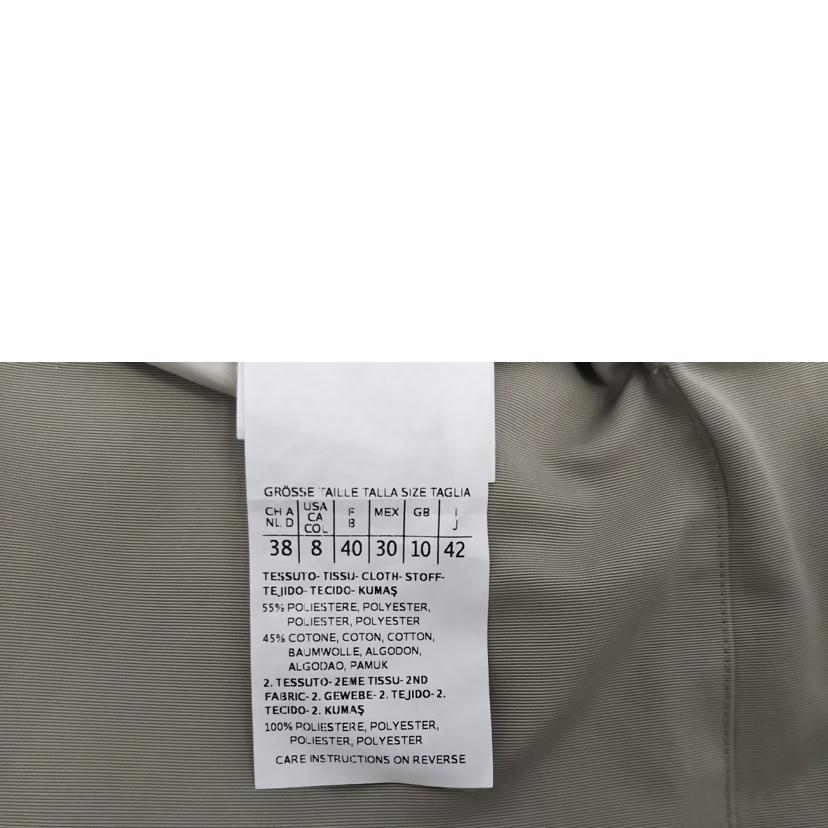 GRÖSSE TAILLE TALLA SIZE TAGLIA
CH A NL D | USA CA COL | F B | MEX | GB | I J
38 | 8 | 40 | 30 | 10 | 42
TESSUTO- TISSU- CLOTH- STOFF-
TEJIDO- TECIDO- KUMAŞ
55% POLIESTERE, POLYESTER,
POLIESTER, POLYESTER
45% COTONE, COTON, COTTON,
BAUMWOLLE, ALGODON,
ALGODAO, PAMUK
2. TESSUTO- 2EME TISSU- 2ND
FABRIC- 2. GEWEBE- 2. TEJIDO- 2.
TECIDO- 2. KUMAŞ
100% POLIESTERE, POLYESTER,
POLIESTER, POLYESTER
CARE INSTRUCTIONS ON REVERSE